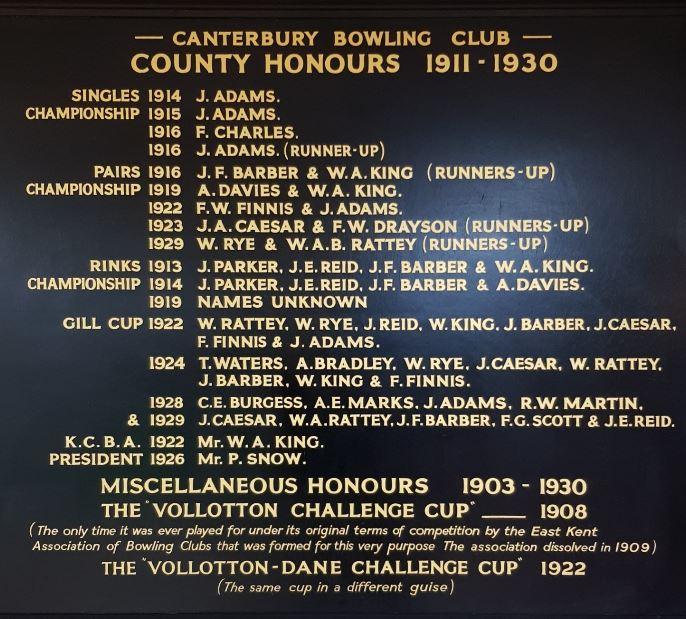 — CANTERBURY BOWLING CLUB —
COUNTY HONOURS 1911 - 1930
SINGLES 1914 J. ADAMS.
CHAMPIONSHIP 1915 J. ADAMS.
1916 F. CHARLES.
1916 J. ADAMS. (RUNNER-UP)
PAIRS 1916 J. F. BARBER & W. A. KING (RUNNERS-UP)
CHAMPIONSHIP 1919 A. DAVIES & W. A. KING.
1922 F. W. FINNIS & J. ADAMS.
1923 J. A. CAESAR & F. W. DRAYSON (RUNNERS-UP)
1929 W. RYE & W. A. B. RATTEY (RUNNERS-UP)
RINKS 1913 J. PARKER, J. E. REID, J. F. BARBER & W. A. KING.
CHAMPIONSHIP 1914 J. PARKER, J. E. REID, J. F. BARBER & A. DAVIES.
1919 NAMES UNKNOWN
GILL CUP 1922 W. RATTEY, W. RYE, J. REID, W. KING, J. BARBER, J. CAESAR,
F. FINNIS & J. ADAMS.
1924 T. WATERS, A. BRADLEY, W. RYE, J. CAESAR, W. RATTEY,
J. BARBER, W. KING & F. FINNIS.
1928 C. E. BURGESS, A. E. MARKS, J. ADAMS, R. W. MARTIN,
& 1929 J. CAESAR, W. A. RATTEY, J. F. BARBER, F. G. SCOTT & J. E. REID.
K. C. B. A. 1922 Mr. W. A. KING.
PRESIDENT 1926 Mr. P. SNOW.
MISCELLANEOUS HONOURS 1903 - 1930
THE "VOLLOTTON CHALLENGE CUP" — 1908
(The only time it was ever played for under its original terms of competition by the East Kent
Association of Bowling Clubs that was formed for this very purpose The association dissolved in 1909)
THE "VOLLOTTON-DANE CHALLENGE CUP" 1922
(The same cup in a different guise)